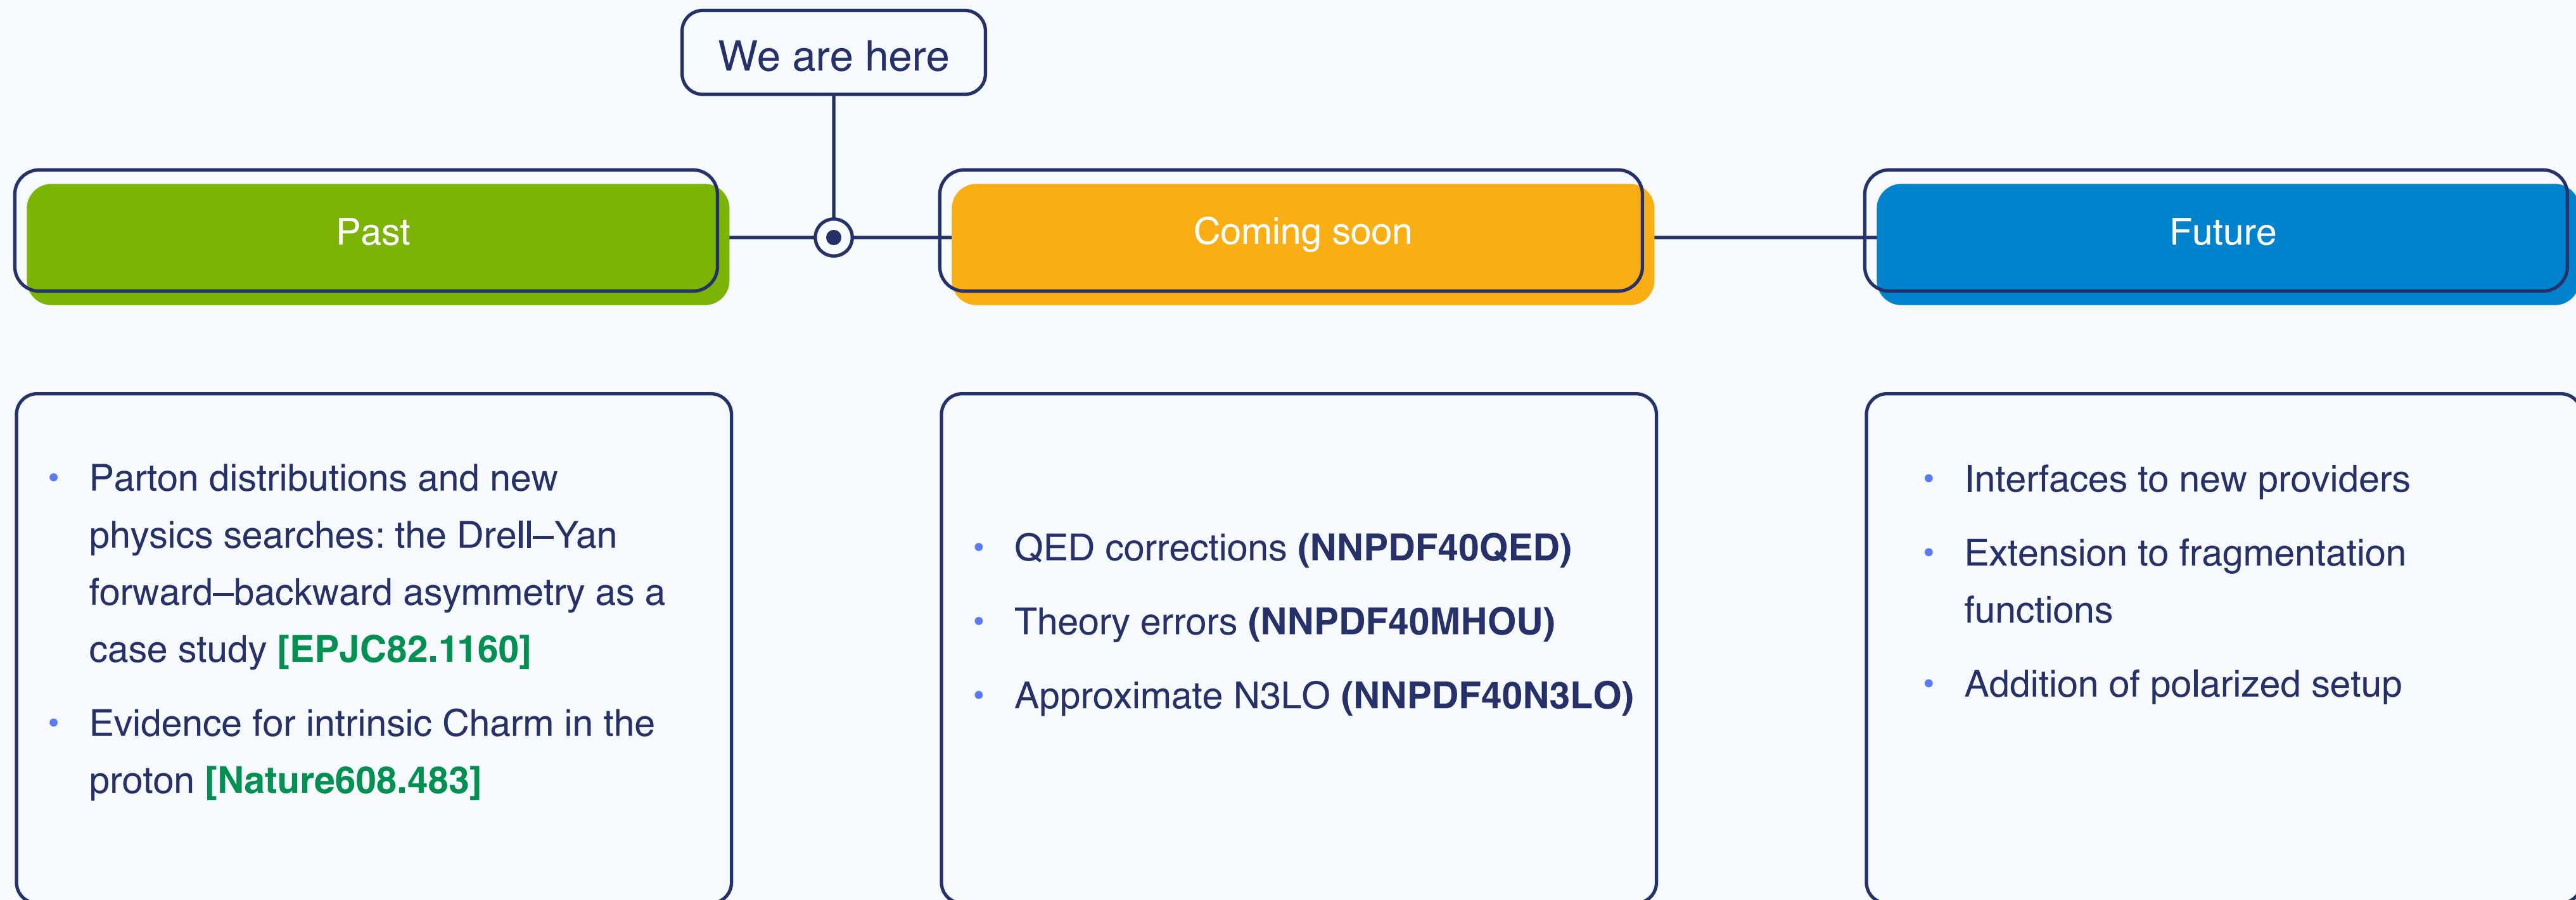 We are here
Past
Coming soon
Future
• Parton distributions and new
physics searches: the Drell–Yan
forward–backward asymmetry as a
case study [EPJC82.1160]
• Evidence for intrinsic Charm in the
proton [Nature608.483]
• QED corrections (NNPDF40QED)
• Theory errors (NNPDF40MHOU)
• Approximate N3LO (NNPDF40N3LO)
• Interfaces to new providers
• Extension to fragmentation
functions
• Addition of polarized setup